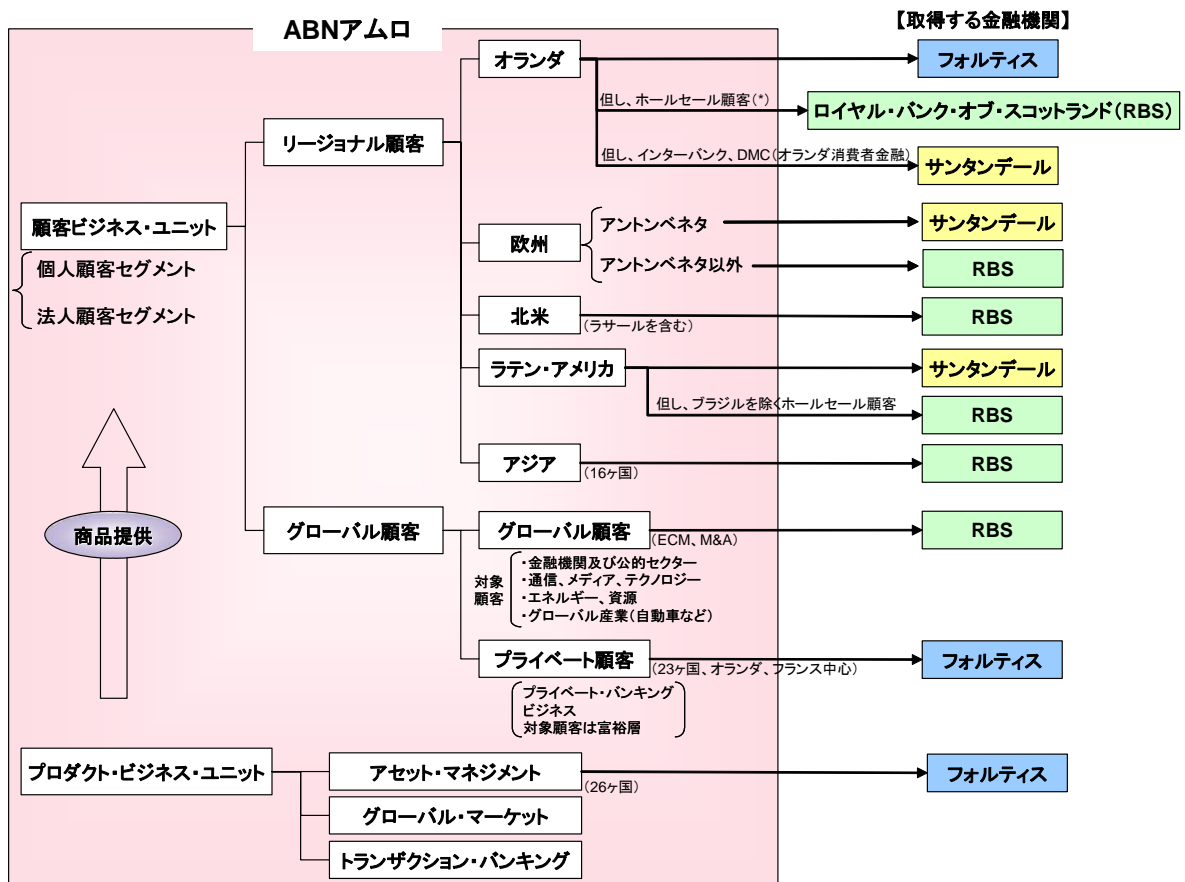 ABNアムロ
【取得する金融機関】
オランダ
フォルティス
但し、ホールセール顧客(*)
ロイヤル・バンク・オブ・スコットランド(RBS)
リージョナル顧客
但し、インターバンク、DMC(オランダ消費者金融)
サンタンデール
顧客ビジネス・ユニット
個人顧客セグメント
法人顧客セグメント
欧州
アントンベネタ
サンタンデール
アントンベネタ以外
RBS
北米
(ラサールを含む)
RBS
ラテン・アメリカ
サンタンデール
但し、ブラジルを除くホールセール顧客
RBS
アジア
(16ヶ国)
RBS
商品提供
グローバル顧客
グローバル顧客
(ECM、M&A)
RBS
対象
顧客
・金融機関及び公的セクター
・通信、メディア、テクノロジー
・エネルギー、資源
・グローバル産業(自動車など)
プライベート顧客
(23ヶ国、オランダ、フランス中心)
フォルティス
プライベート・バンキング
ビジネス
対象顧客は富裕層
プロダクト・ビジネス・ユニット
アセット・マネジメント
(26ヶ国)
フォルティス
グローバル・マーケット
トランザクション・バンキング